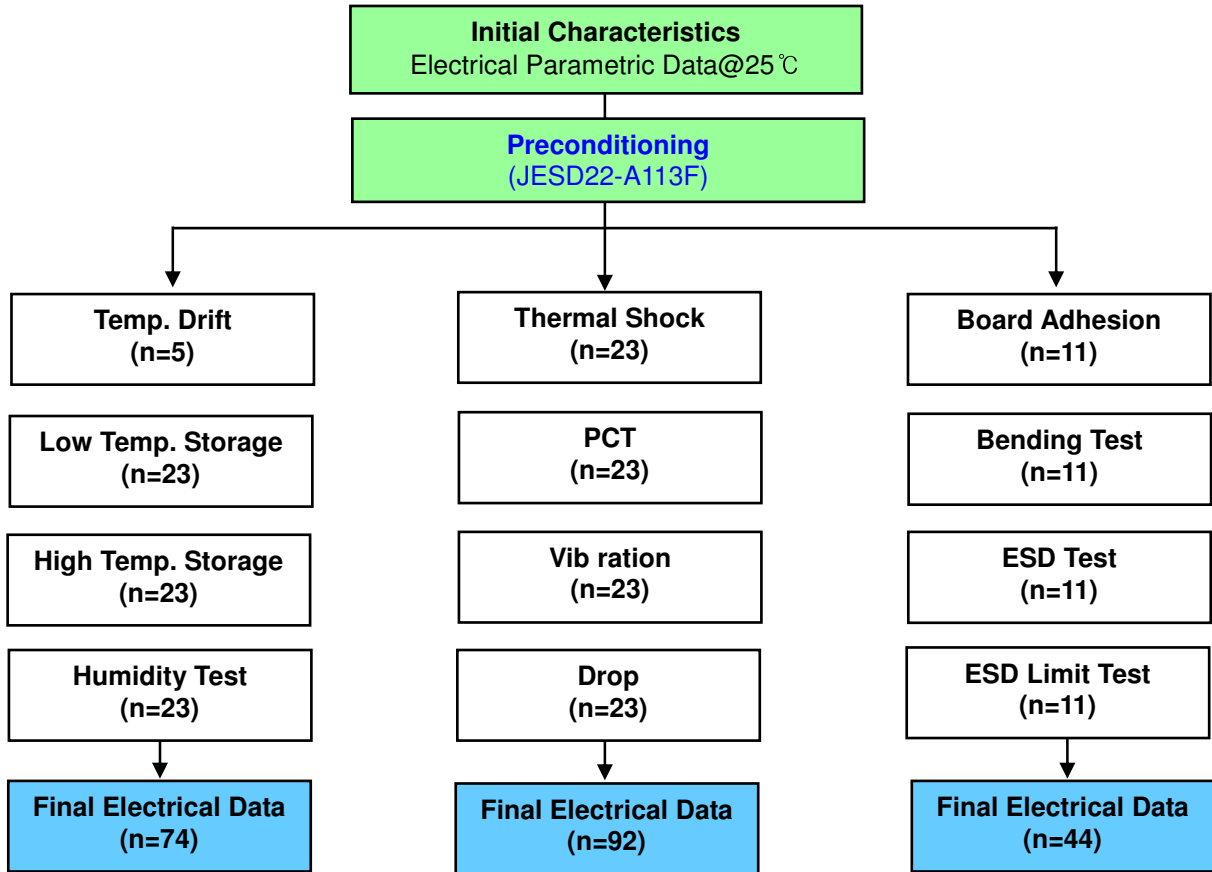 Initial Characteristics
Electrical Parametric Data@25℃
Preconditioning
(JESD22-A113F)
Temp. Drift
(n=5)
Low Temp. Storage
(n=23)
High Temp. Storage
(n=23)
Humidity Test
(n=23)
Final Electrical Data
(n=74)
Thermal Shock
(n=23)
PCT
(n=23)
Vib ration
(n=23)
Drop
(n=23)
Final Electrical Data
(n=92)
Board Adhesion
(n=11)
Bending Test
(n=11)
ESD Test
(n=11)
ESD Limit Test
(n=11)
Final Electrical Data
(n=44)